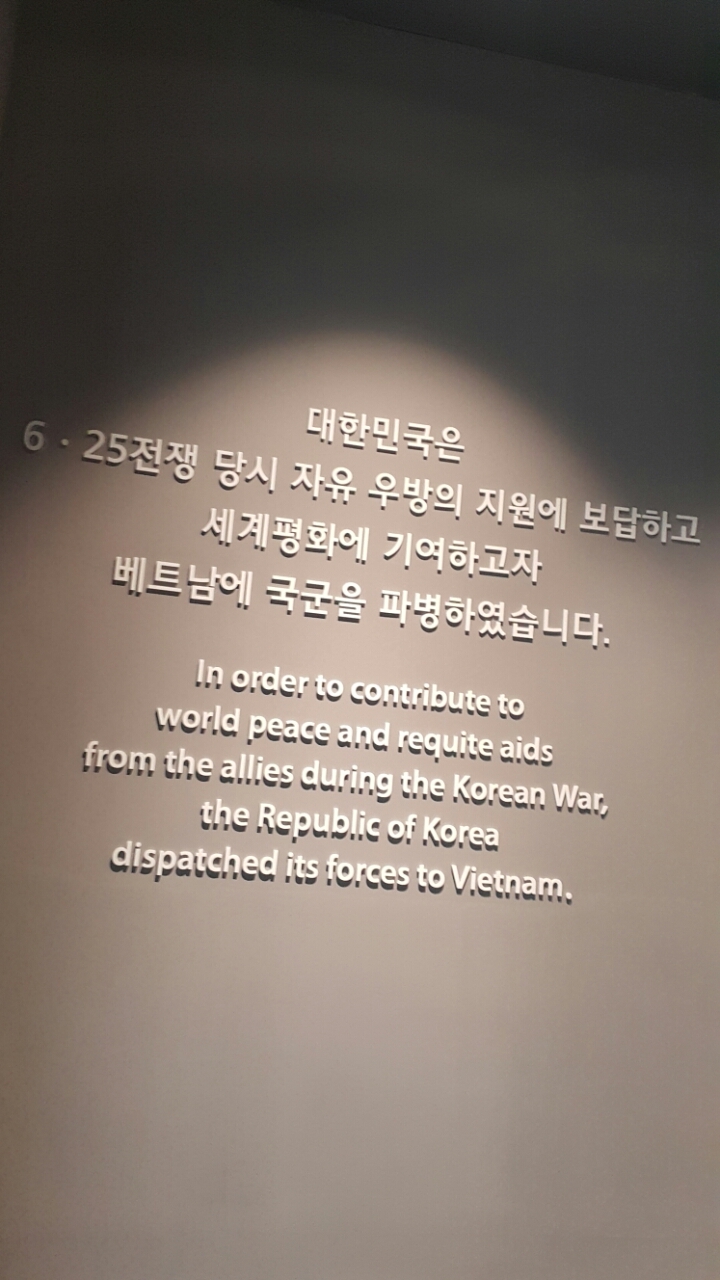 대한민국은
6 · 25전쟁 당시 자유 우방의 지원에 보답하고
세계평화에 기여하고자
베트남에 국군을 파병하였습니다.
In order to contribute to
world peace and requite aids
from the allies during the Korean War,
the Republic of Korea
dispatched its forces to Vietnam.